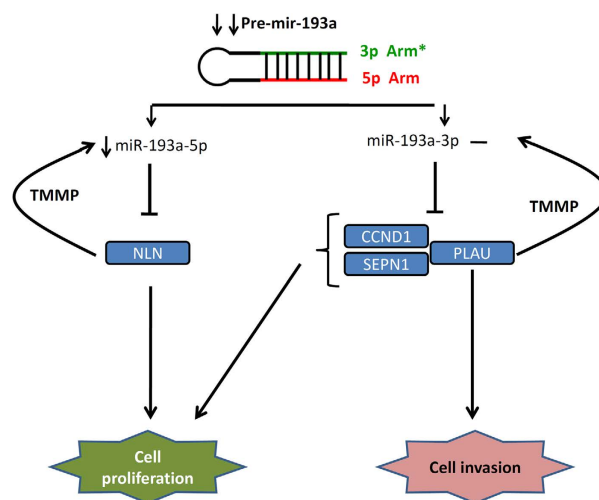 ↓ ↓ Pre-mir-193a
3p Arm*
5p Arm
↓ miR-193a-5p
miR-193a-3p —
TMMP
TMMP
NLN
CCND1
SEPN1
PLAU
Cell
proliferation
Cell invasion